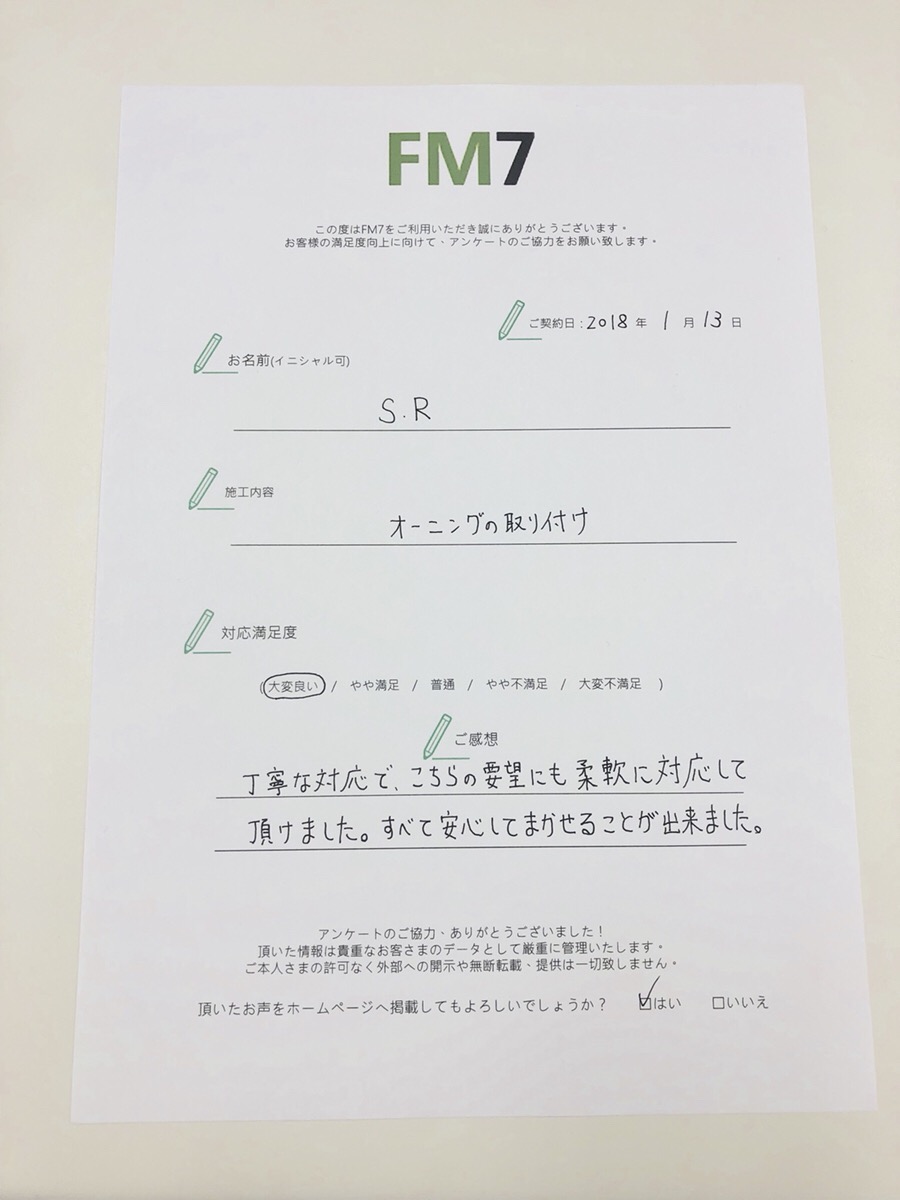 FM7
この度はFM7をご利用いただき誠にありがとうございます。
お客様の満足度向上に向けて、アンケートのご協力をお願い致します。
ご契約日：2018 年 1 月 13 日
お名前(イニシャル可)
S.R
施工内容
オーニングの取り付け
対応満足度
( 大変良い / やや満足 / 普通 / やや不満足 / 大変不満足 )
ご感想
丁寧な対応で、こちらの要望にも柔軟に対応して
頂けました。すべて安心してまかせることが出来ました。
アンケートのご協力、ありがとうございました！
頂いた情報は貴重なお客さまのデータとして厳重に管理いたします。
ご本人さまの許可なく外部への開示や無断転載、提供は一切致しません。
頂いたお声をホームページへ掲載してもよろしいでしょうか？ ☑はい □いいえ